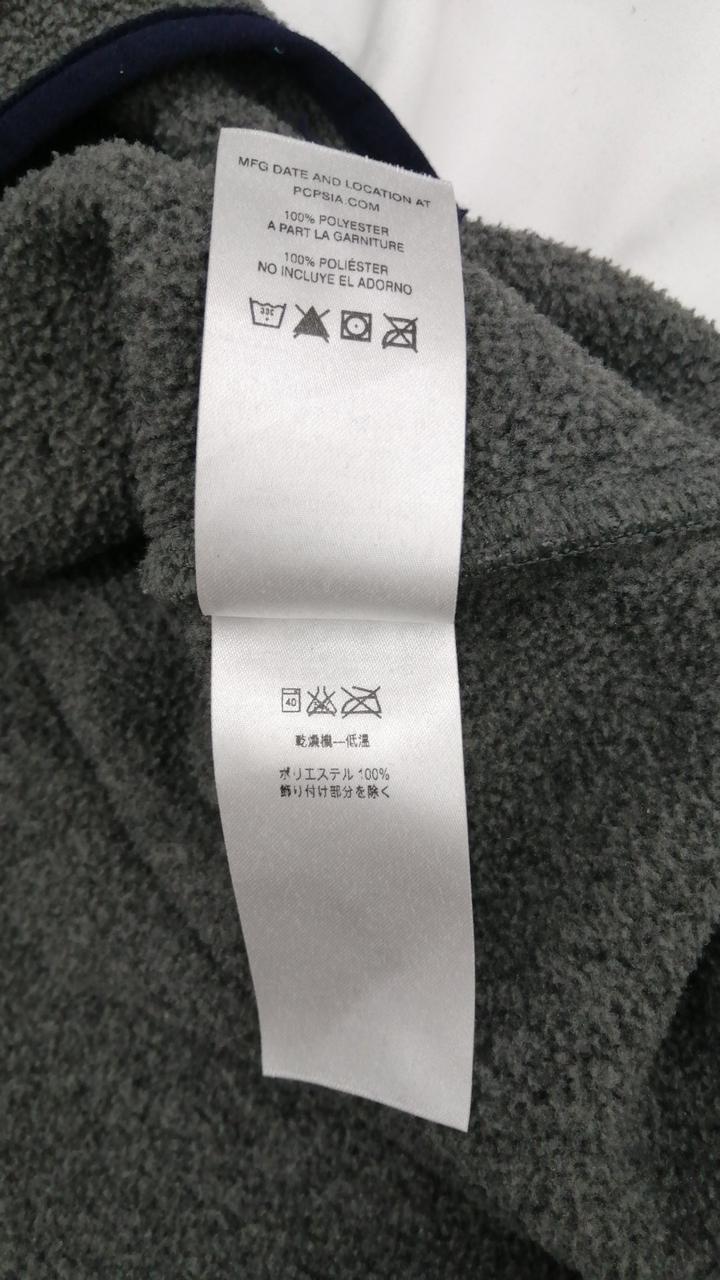 MFG DATE AND LOCATION AT
PCPSIA.COM
100% POLYESTER
A PART LA GARNITURE
100% POLIÉSTER
NO INCLUYE EL ADORNO
40
乾燥機—低温
ポリエステル 100%
飾り付け部分を除く